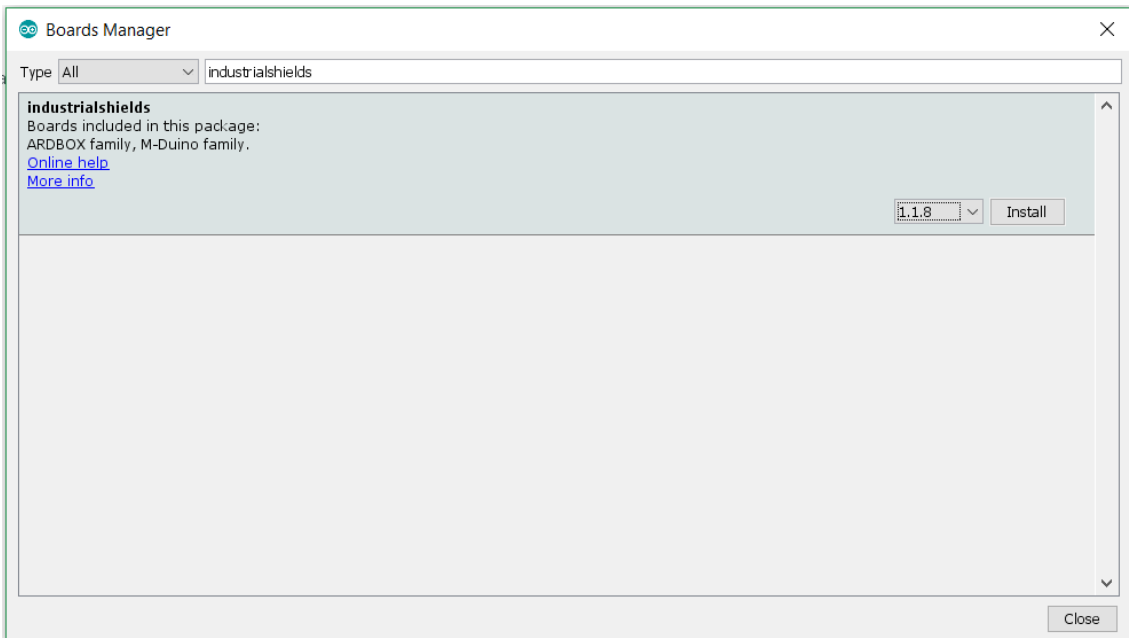 Boards Manager
Type All industrialshields
industrialshields
Boards included in this package:
ARDBOX family, M-Duino family.
Online help
More info
1.1.8 Install
Close